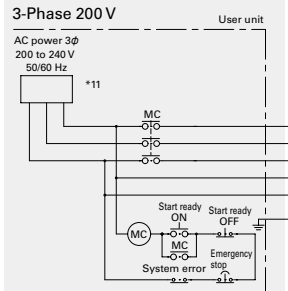 3-Phase 200 V
User unit
AC power 3ϕ
200 to 240 V
50/60 Hz
*11
MC
Start ready
ON
Start ready
OFF
MC
MC
Emergency
stop
System error